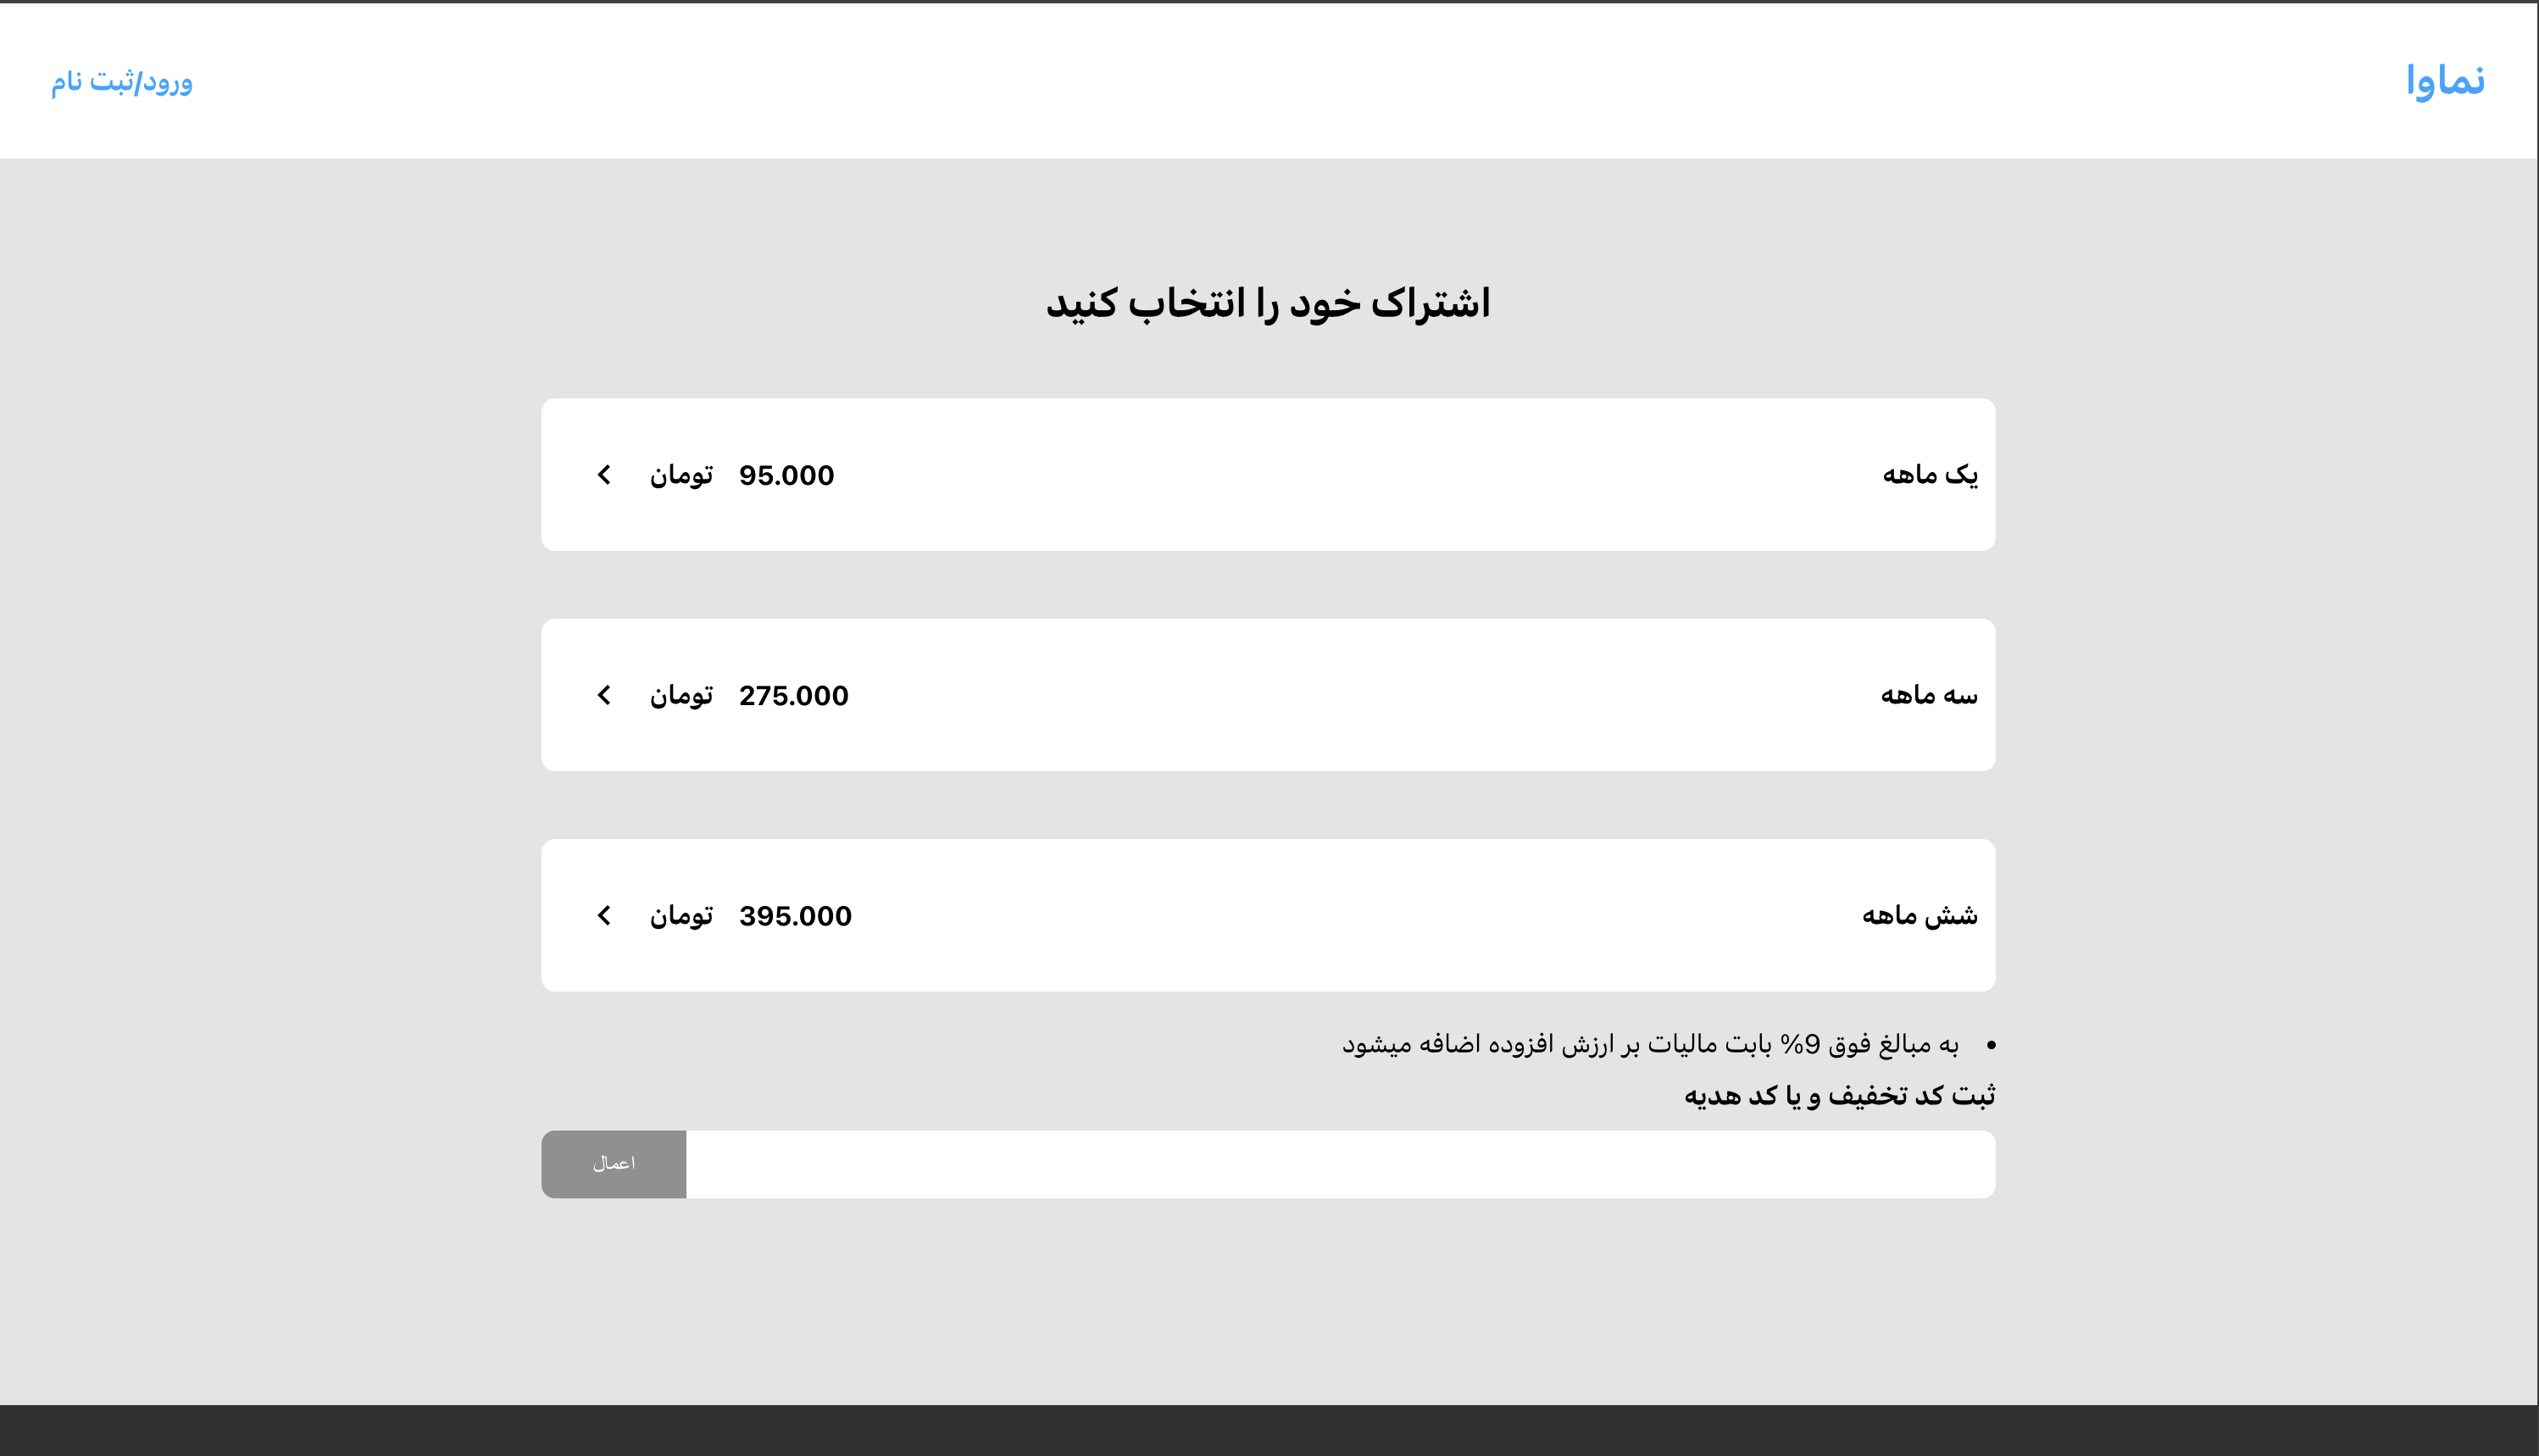 نماوا
ورود/ثبت نام
اشتراک خود را انتخاب کنید
یک ماهه 95.000 تومان
سه ماهه 275.000 تومان
شش ماهه 395.000 تومان
• به مبالغ فوق 9% بابت مالیات بر ارزش افزوده اضافه میشود
ثبت کد تخفیف و یا کد هدیه
اعمال